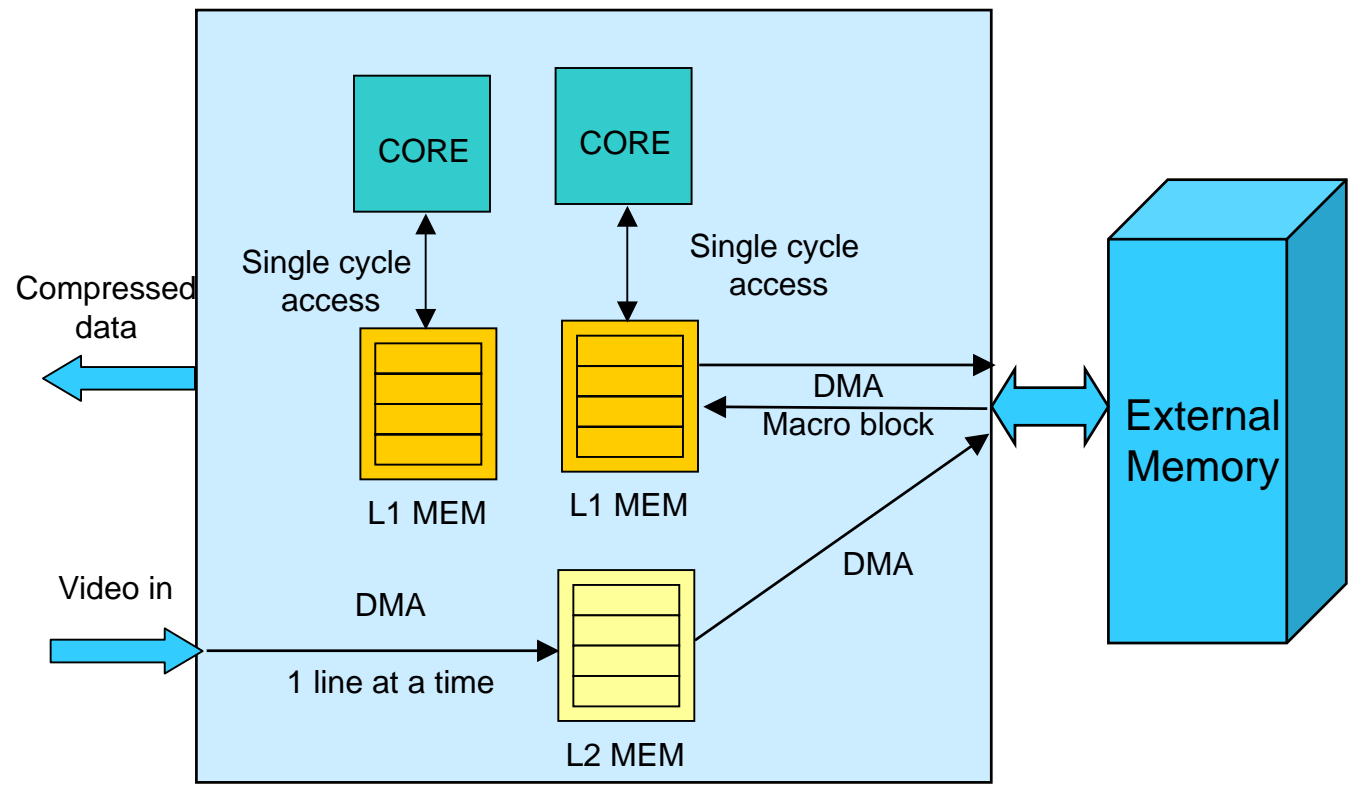 CORE
CORE
Single cycle
access
Single cycle
access
Compressed
data
DMA
Macro block
External
Memory
L1 MEM
L1 MEM
DMA
Video in
DMA
1 line at a time
L2 MEM